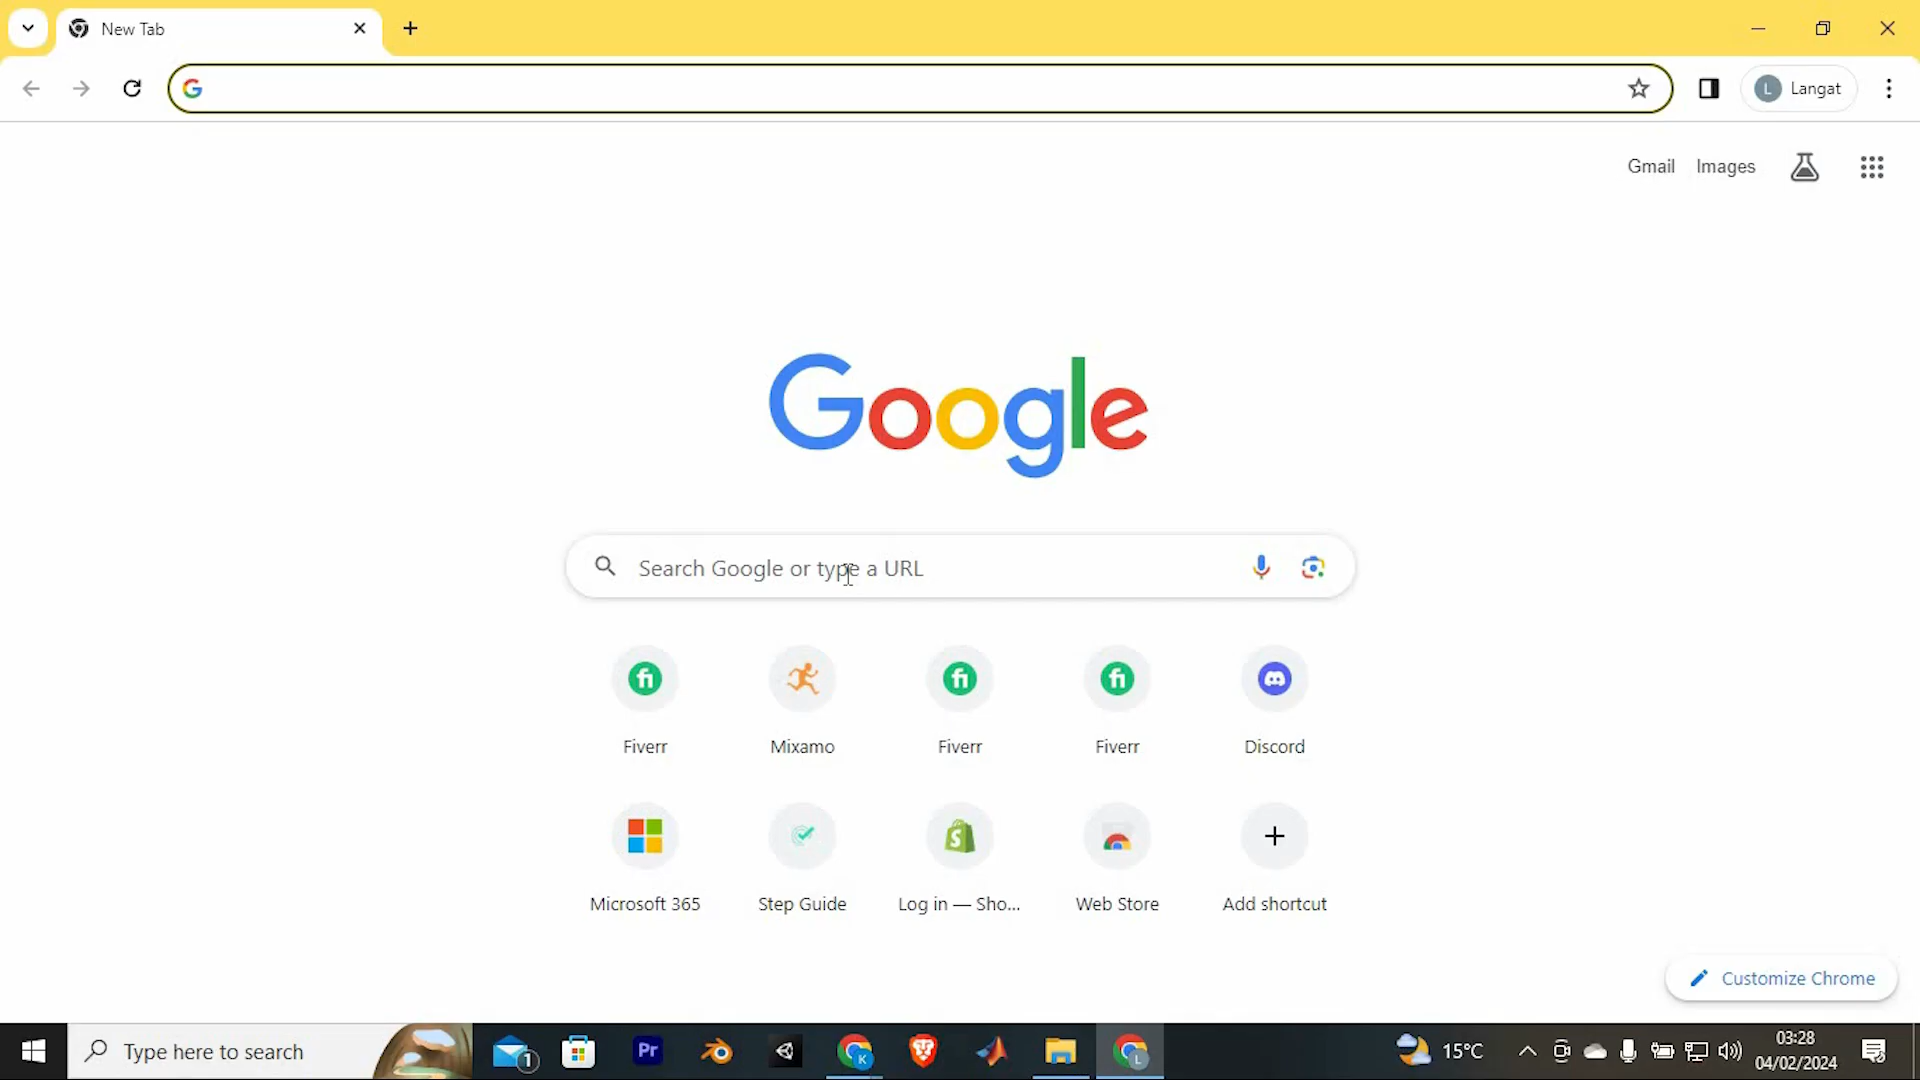 New Tab
L Langat
Gmail Images
Google
Search Google or type a URL
Fiverr Mixamo Fiverr Fiverr Discord
Microsoft 365 Step Guide Log in — Sho... Web Store Add shortcut
Customize Chrome
Type here to search
1
Pr
K
L
15°C
03:28
04/02/2024